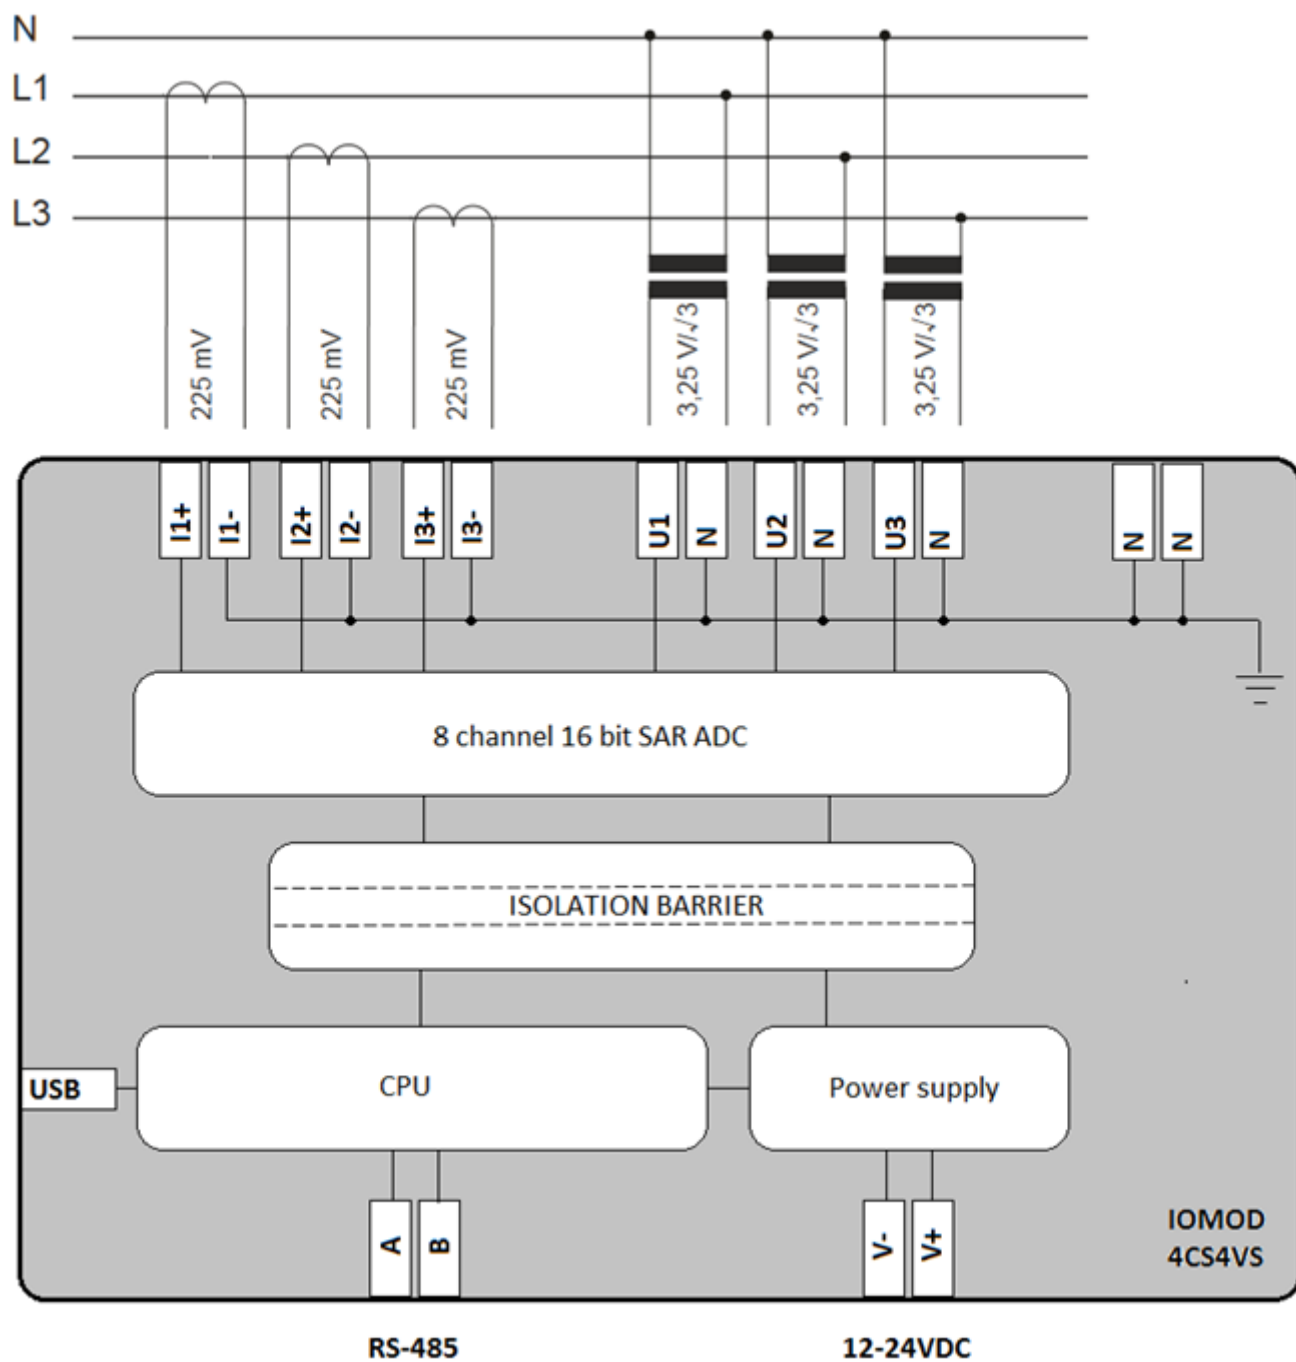 N
L1
L2
L3
225 mV
225 mV
225 mV
3,25 V/√3
3,25 V/√3
3,25 V/√3
I1+
I1-
I2+
I2-
I3+
I3-
U1
N
U2
N
U3
N
N
N
8 channel 16 bit SAR ADC
ISOLATION BARRIER
USB
CPU
Power supply
A
B
V-
V+
IOMOD
4CS4VS
RS-485
12-24VDC